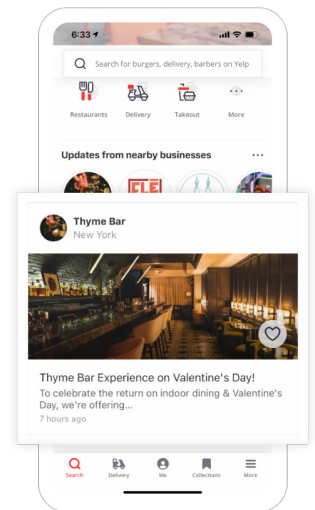 6:33
Search for burgers, delivery, barbers on Yelp
Restaurants Delivery Takeout More
Updates from nearby businesses
FLE
Thyme Bar
New York
Thyme Bar Experience on Valentine's Day!
To celebrate the return on indoor dining & Valentine's
Day, we're offering...
7 hours ago
Search Delivery Me Collections More